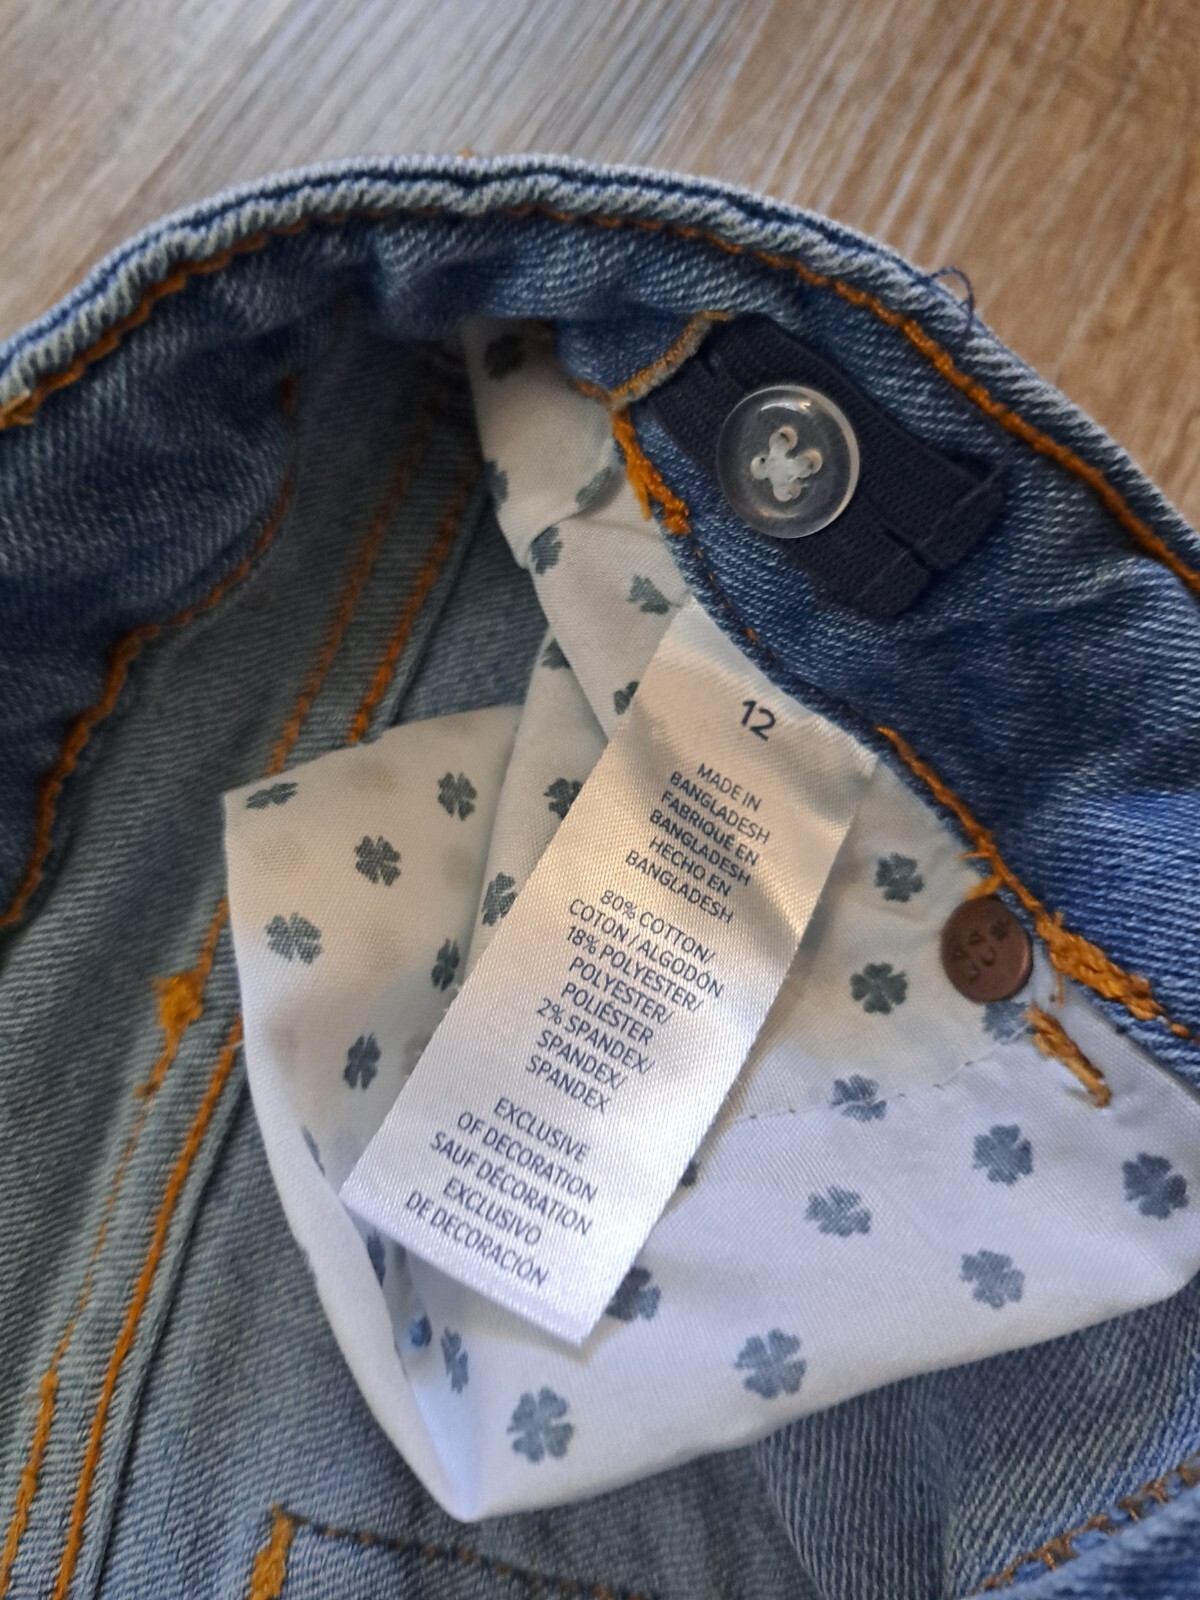 12
MADE IN
BANGLADESH
FABRIQUÉ EN
BANGLADESH
HECHO EN
BANGLADESH
80% COTTON/
COTON / ALGODÓN
18% POLYESTER/
POLYESTER/
POLIÉSTER
2% SPANDEX/
SPANDEX/
SPANDEX
EXCLUSIVE
OF DECORATION
SAUF DÉCORATION
EXCLUSIVO
DE DECORACIÓN